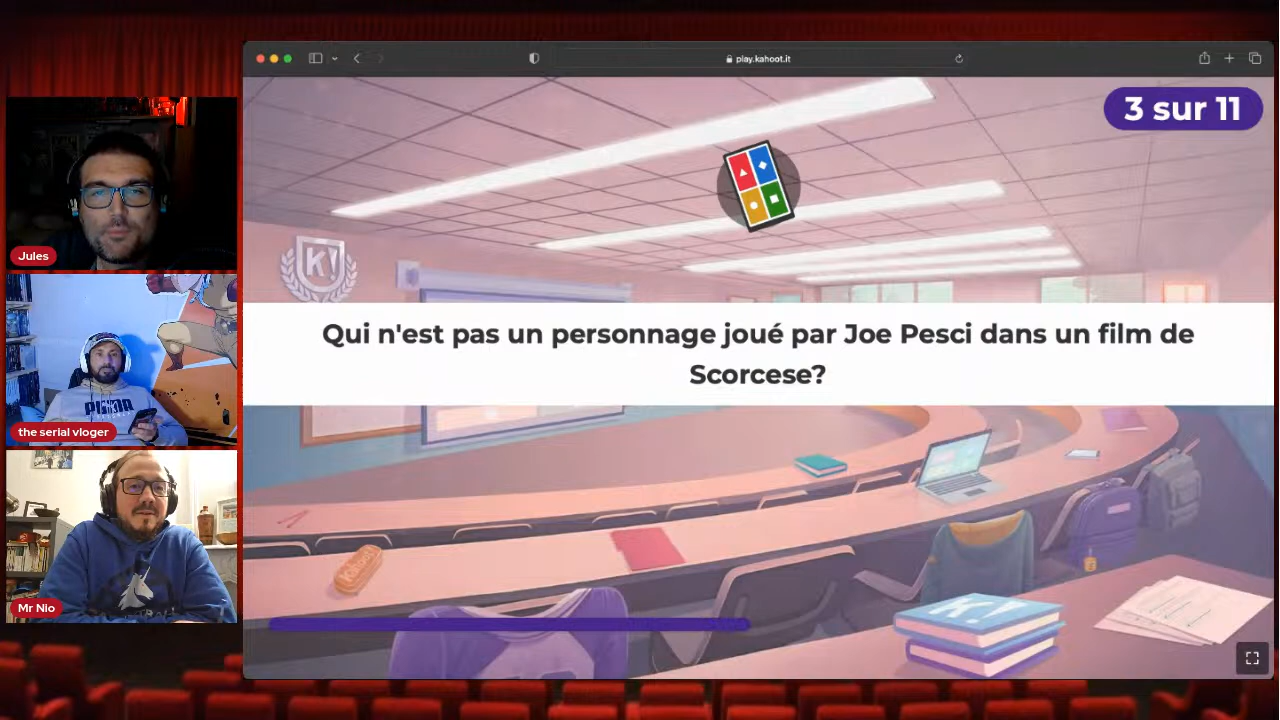 play.kahoot.it
3 sur 11
K!
Qui n'est pas un personnage joué par Joe Pesci dans un film de
Scorcese?
Jules
the serial vloger
Mr Nio
PUMA
K!